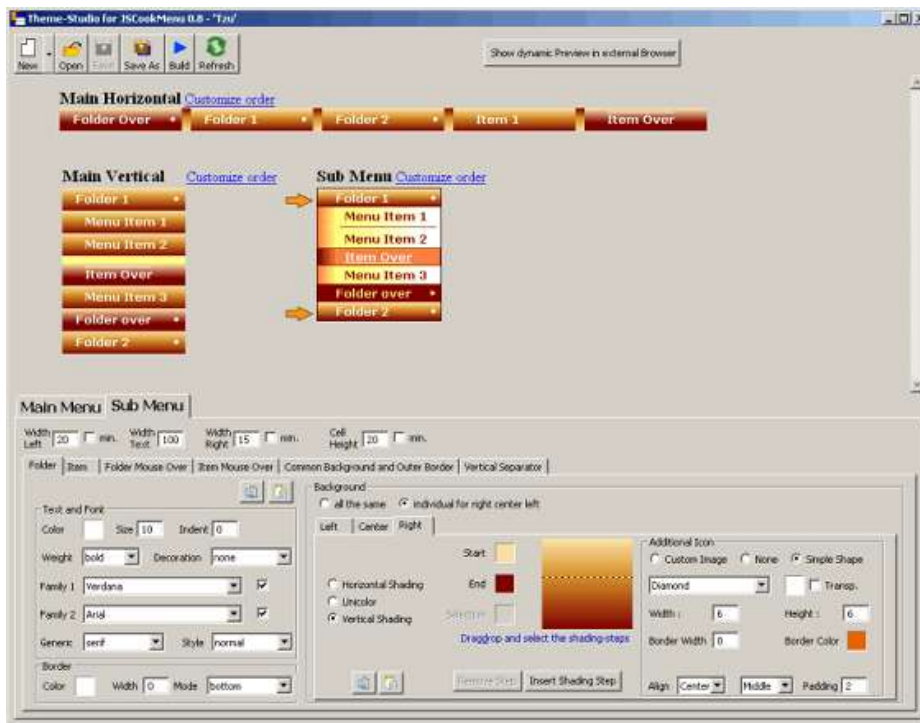 Theme-Studio for JSCookMenu 0.8 - 'Tzu'
New Open Save Save As Build Refresh
Show dynamic Preview in external Browser
Main Horizontal Customize order
Folder Over Folder 1 Folder 2 Item 1 Item Over
Main Vertical Customize order Sub Menu Customize order
Folder 1 Folder 1
Menu Item 1 Menu Item 1
Menu Item 2 Menu Item 2
Item Over
Item Over Menu Item 3
Menu Item 3 Folder over
Folder over Folder 2
Folder 2
Main Menu Sub Menu
Width Left 20 min. Width Text 100 Width Right 15 min. Cell Height 20 min.
Folder Item Folder Mouse Over Item Mouse Over Common Background and Outer Border Vertical Separator
Background
all the same individual for right center left
Text and Font
Left Center Right
Color Size 10 Indent 0
Start
Additional Icon
Custom Image None Simple Shape
Weight bold Decoration none
Horizontal Shading End
Diamond Transp.
Family 1 Verdana
Unicolor
Family 2 Arial
Vertical Shading Selection
Width : 6 Height : 6
Dragdrop and select the shading-steps
Generic serif Style normal
Border Width 0 Border Color
Border
Color Width 0 Mode bottom
Remove Step Insert Shading Step
Align Center Middle Padding 2